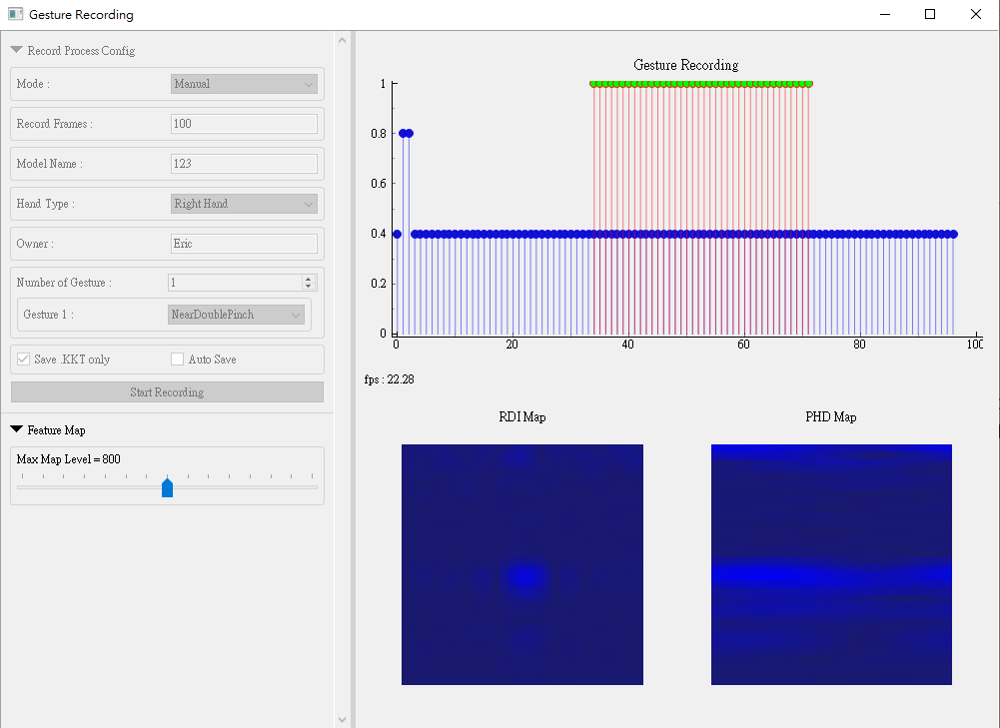 Gesture Recording
Record Process Config
Mode : Manual
Record Frames : 100
Model Name : 123
Hand Type : Right Hand
Owner : Eric
Number of Gesture : 1
Gesture 1 : NearDoublePinch
Save .KKT only Auto Save
Start Recording
Feature Map
Max Map Level = 800
Gesture Recording
1
0.8
0.6
0.4
0.2
0
0 20 40 60 80 100
fps : 22.28
RDI Map PHD Map